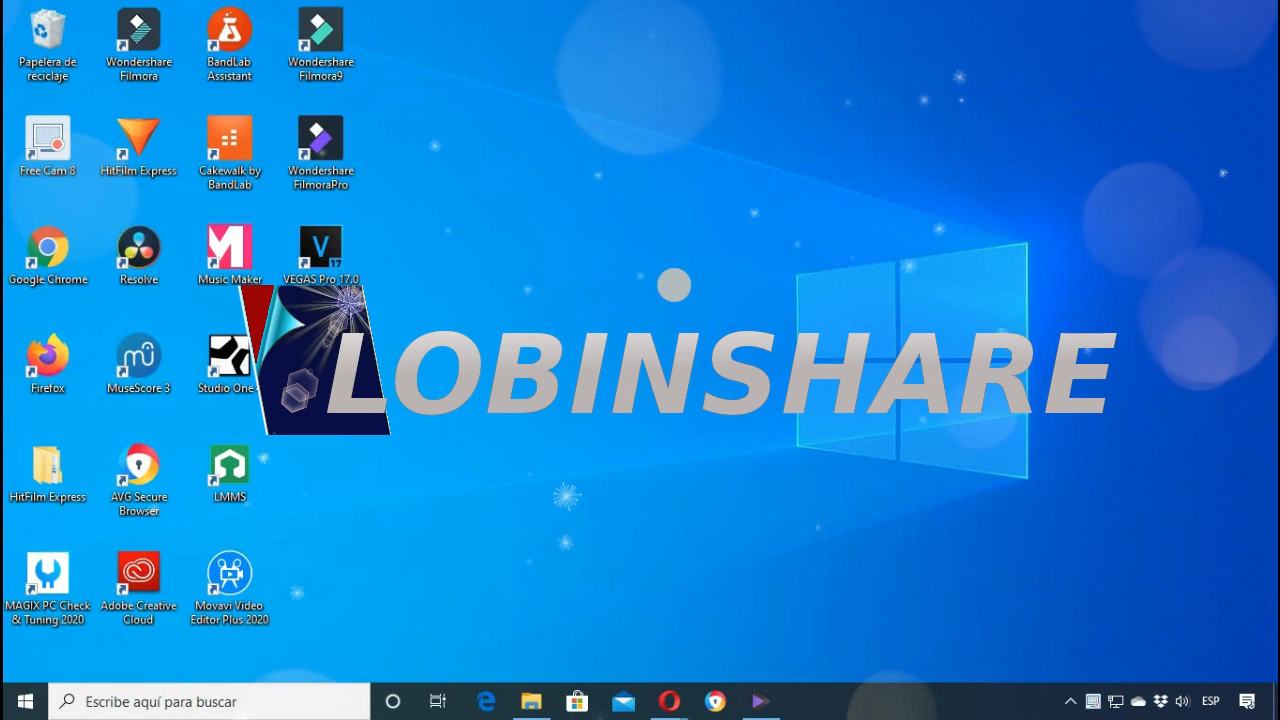 Papelera de
reciclaje
Wondershare
Filmora
BandLab
Assistant
Wondershare
Filmora9
Free Cam 8
HitFilm Express
Cakewalk by
BandLab
Wondershare
FilmoraPro
Google Chrome
Resolve
Music Maker
V
17
VEGAS Pro 17.0
LOBINSHARE
Firefox
MuseScore 3
Studio One
HitFilm Express
AVG Secure
Browser
LMMS
MAGIX PC Check
& Tuning 2020
Adobe Creative
Cloud
Movavi Video
Editor Plus 2020
Escribe aquí para buscar
ESP